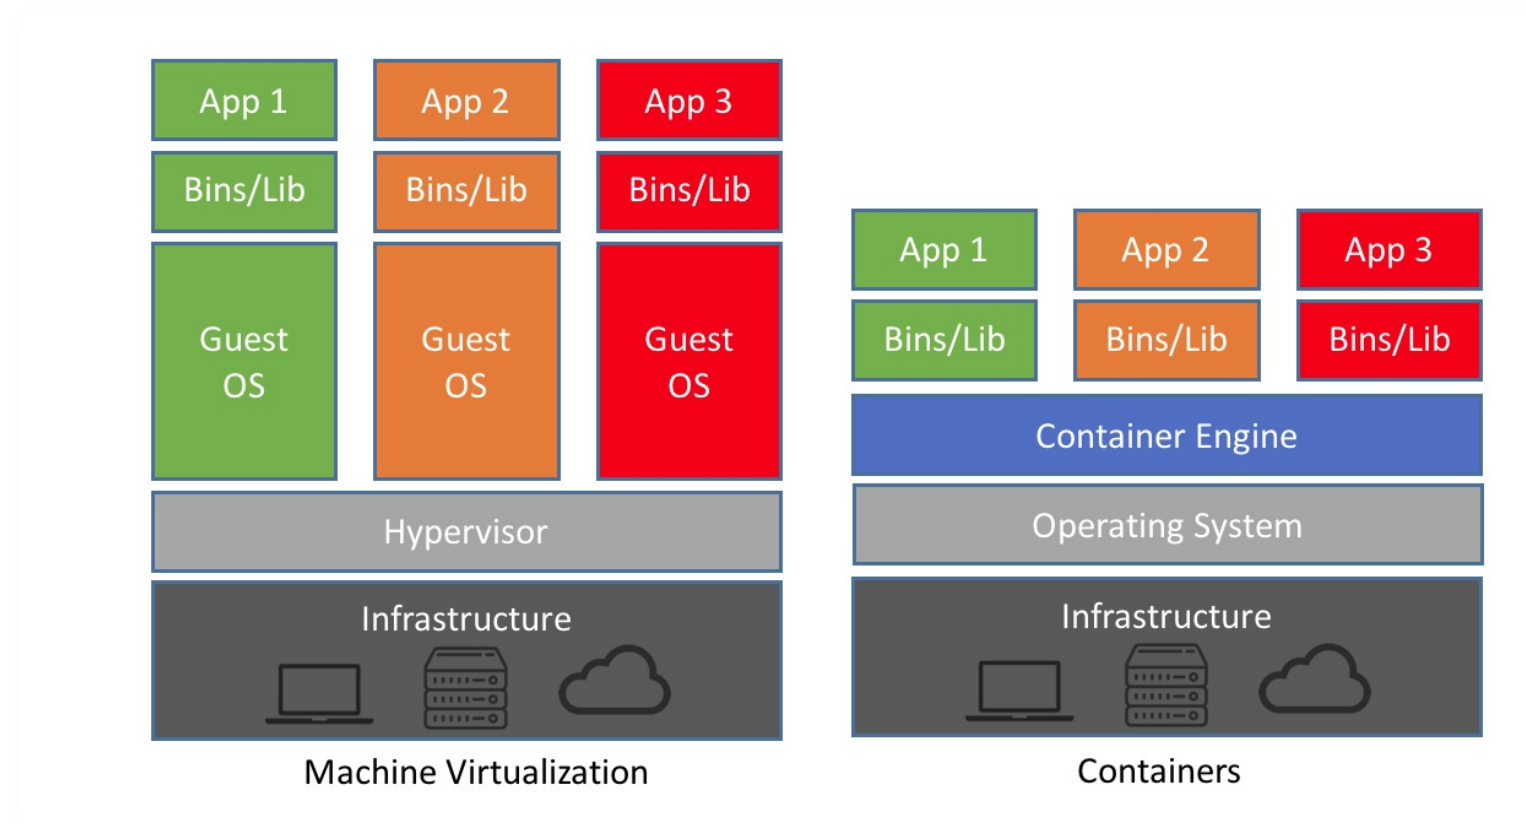 App 1
App 2
App 3
Bins/Lib
Bins/Lib
Bins/Lib
Guest
OS
Guest
OS
Guest
OS
Hypervisor
Infrastructure
Machine Virtualization
App 1
App 2
App 3
Bins/Lib
Bins/Lib
Bins/Lib
Container Engine
Operating System
Infrastructure
Containers